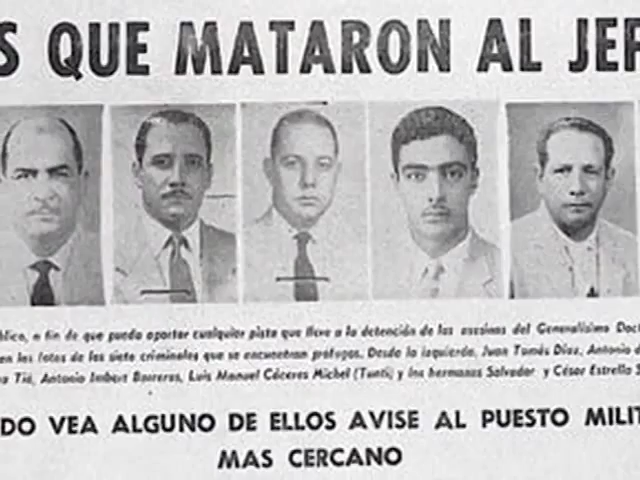 S QUE MATARON AL JEF
blico, a fin de que pueda aportar cualquier pista que lleve a la detención de los asesinos del Generalísimo Doc
en las fotos de los siete criminales que se encuentran prófugos. Desde la izquierda, Juan Tomás Díaz, Antonio d
a Tió, Antonio Imbert Barreras, Luis Manuel Cáceres Michel (Tunti) y los hermanos Salvador y César Estrella S
DO VEA ALGUNO DE ELLOS AVISE AL PUESTO MILIT
MAS CERCANO